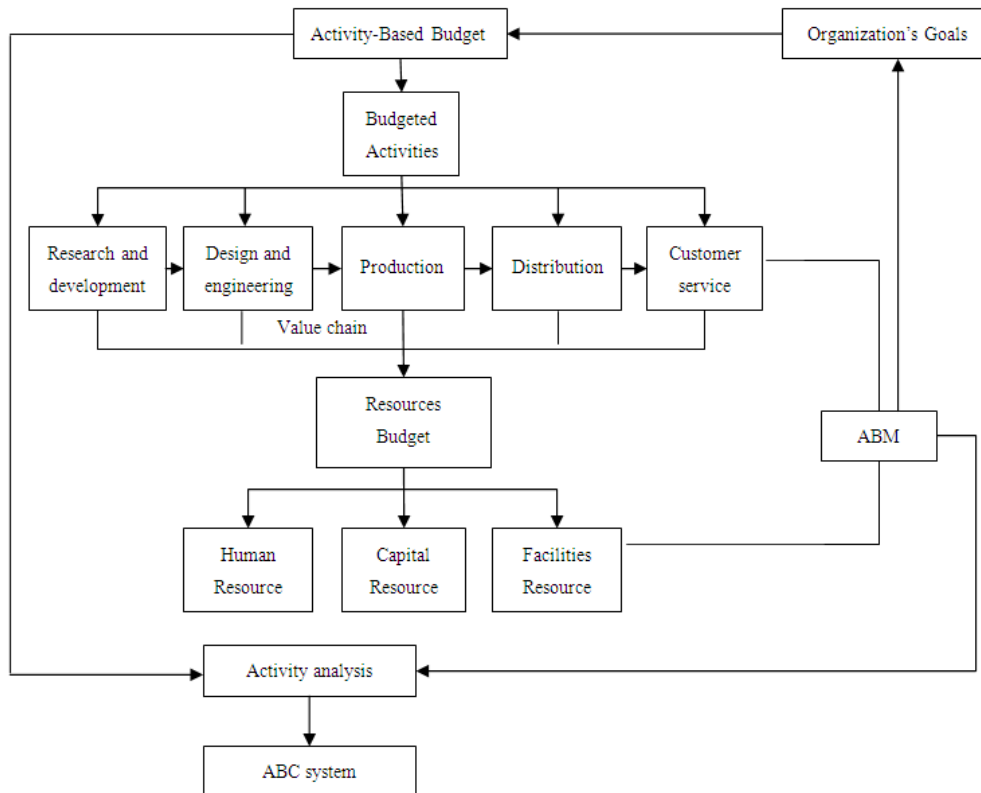 Activity-Based Budget
Organization's Goals
Budgeted
Activities
Research and
development
Design and
engineering
Production
Distribution
Customer
service
Value chain
Resources
Budget
ABM
Human
Resource
Capital
Resource
Facilities
Resource
Activity analysis
ABC system